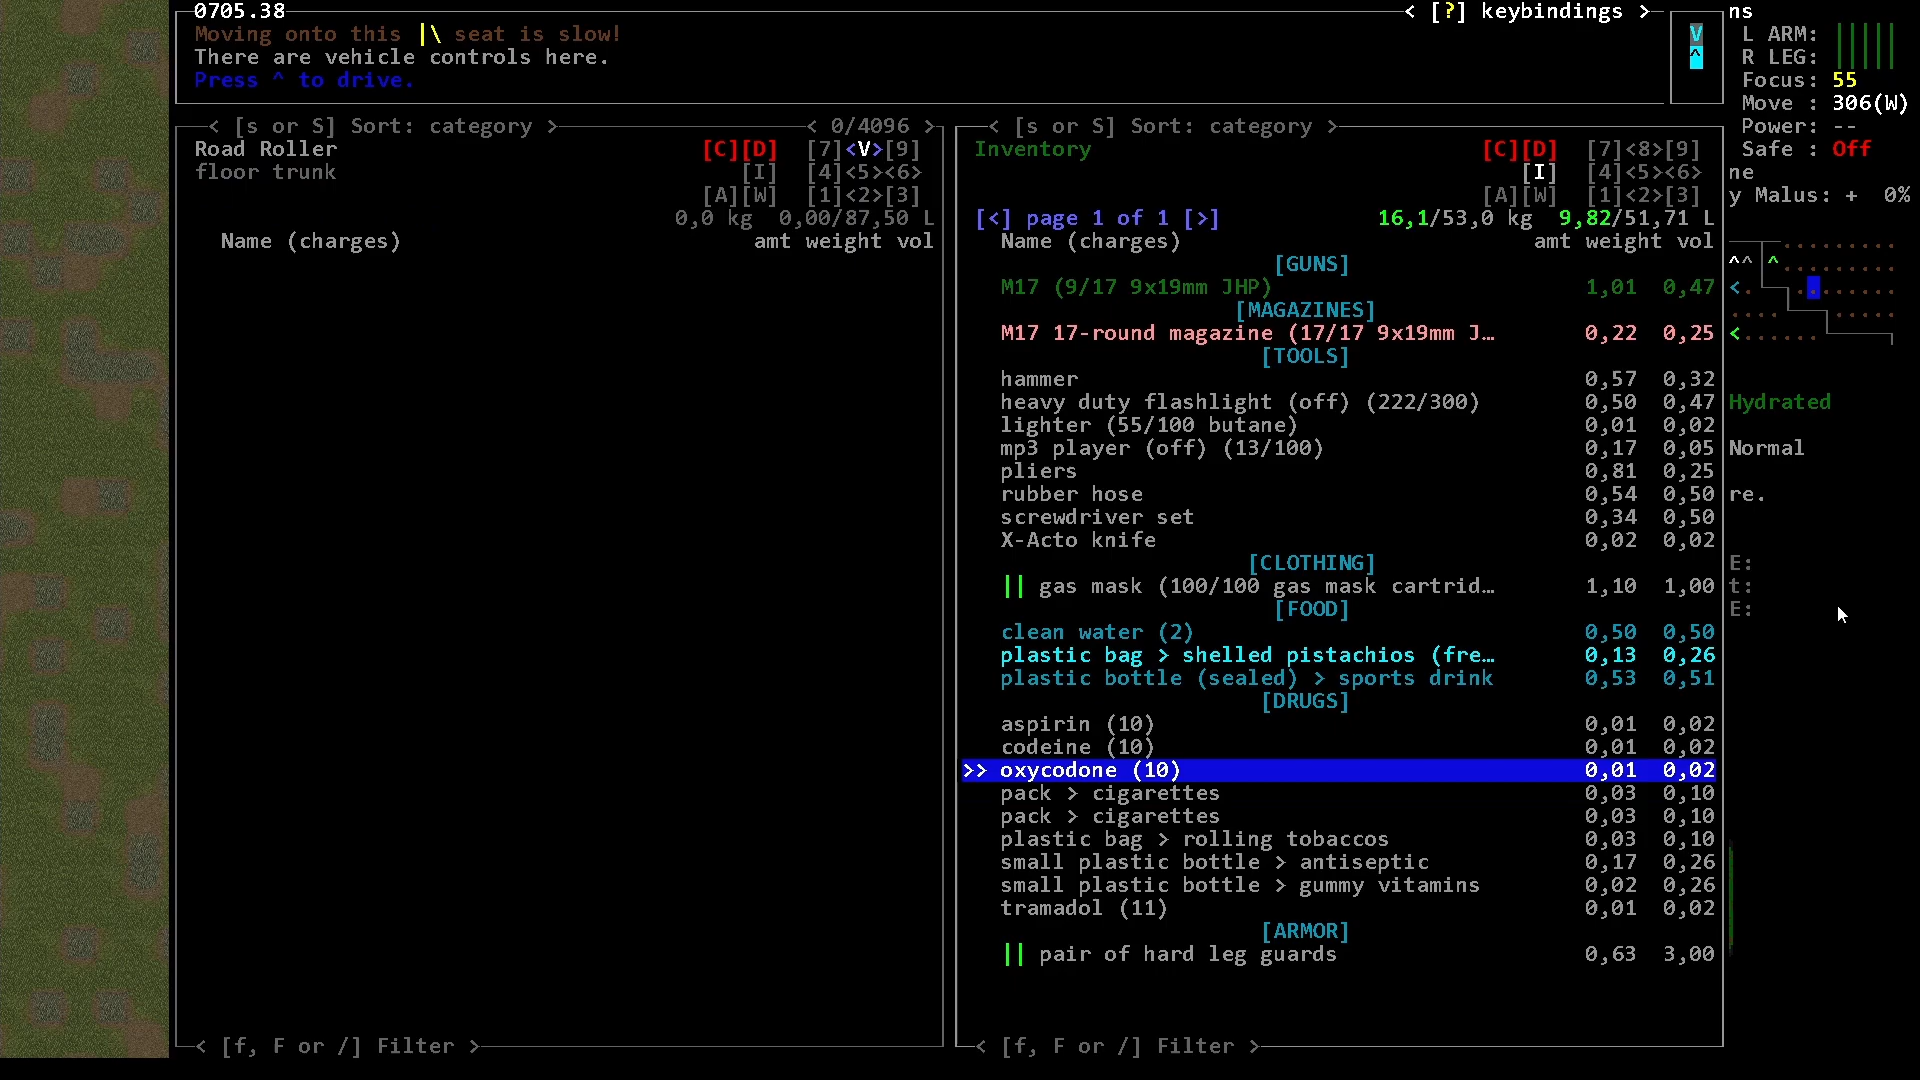 0705.38 < [?] keybindings >
Moving onto this |\ seat is slow!
There are vehicle controls here.
Press ^ to drive.
V
^
< [s or S] Sort: category > < 0/4096 >
Road Roller [C][D] [7]<V>[9]
floor trunk [I] [4]<5><6>
[A][W] [1]<2>[3]
0,0 kg 0,00/87,50 L
Name (charges) amt weight vol
< [f, F or /] Filter >
< [s or S] Sort: category >
Inventory [C][D] [7]<8>[9]
[I] [4]<5><6>
[A][W] [1]<2>[3]
[<] page 1 of 1 [>] 16,1/53,0 kg 9,82/51,71 L
Name (charges) amt weight vol
[GUNS]
M17 (9/17 9x19mm JHP) 1,01 0,47
[MAGAZINES]
M17 17-round magazine (17/17 9x19mm J… 0,22 0,25
[TOOLS]
hammer 0,57 0,32
heavy duty flashlight (off) (222/300) 0,50 0,47
lighter (55/100 butane) 0,01 0,02
mp3 player (off) (13/100) 0,17 0,05
pliers 0,81 0,25
rubber hose 0,54 0,50
screwdriver set 0,34 0,50
X-Acto knife 0,02 0,02
[CLOTHING]
|| gas mask (100/100 gas mask cartrid… 1,10 1,00
[FOOD]
clean water (2) 0,50 0,50
plastic bag > shelled pistachios (fre… 0,13 0,26
plastic bottle (sealed) > sports drink 0,53 0,51
[DRUGS]
aspirin (10) 0,01 0,02
codeine (10) 0,01 0,02
>> oxycodone (10) 0,01 0,02
pack > cigarettes 0,03 0,10
pack > cigarettes 0,03 0,10
plastic bag > rolling tobaccos 0,03 0,10
small plastic bottle > antiseptic 0,17 0,26
small plastic bottle > gummy vitamins 0,02 0,26
tramadol (11) 0,01 0,02
[ARMOR]
|| pair of hard leg guards 0,63 3,00
< [f, F or /] Filter >
ns
L ARM: |||||
R LEG: |||||
Focus: 55
Move : 306(W)
Power: --
Safe : Off
ne
y Malus: + 0%
^^ ^
<
<
Hydrated
Normal
re.
E:
t:
E: